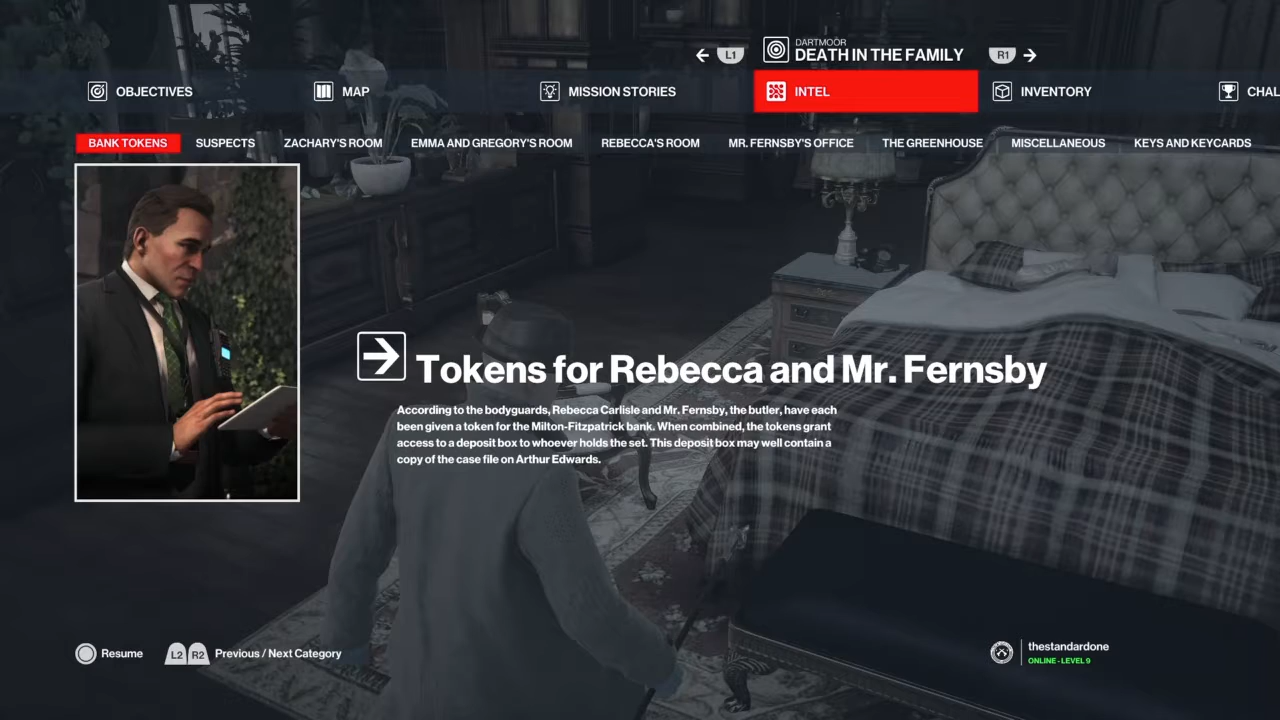 L1
DARTMOOR
DEATH IN THE FAMILY
R1
OBJECTIVES
MAP
MISSION STORIES
INTEL
INVENTORY
CHAL
BANK TOKENS
SUSPECTS
ZACHARY'S ROOM
EMMA AND GREGORY'S ROOM
REBECCA'S ROOM
MR. FERNSBY'S OFFICE
THE GREENHOUSE
MISCELLANEOUS
KEYS AND KEYCARDS
Tokens for Rebecca and Mr. Fernsby
According to the bodyguards, Rebecca Carlisle and Mr. Fernsby, the butler, have each
been given a token for the Milton-Fitzpatrick bank. When combined, the tokens grant
access to a deposit box to whoever holds the set. This deposit box may well contain a
copy of the case file on Arthur Edwards.
Resume
L2 R2 Previous / Next Category
thestandardone
ONLINE - LEVEL 9